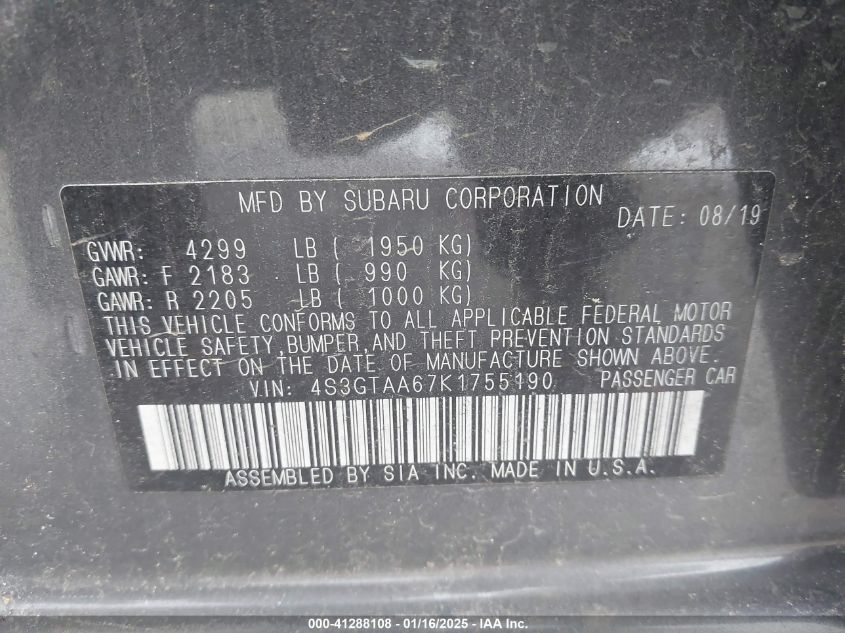 MFD BY SUBARU CORPORATION
DATE: 08/19
GVWR: 4299 LB ( 1950 KG)
GAWR: F 2183 LB ( 990 KG)
GAWR: R 2205 LB ( 1000 KG)
THIS VEHICLE CONFORMS TO ALL APPLICABLE FEDERAL MOTOR
VEHICLE SAFETY,BUMPER,AND THEFT PREVENTION STANDARDS
IN EFFECT ON THE DATE OF MANUFACTURE SHOWN ABOVE.
VIN: 4S3GTAA67K1755190 PASSENGER CAR
ASSEMBLED BY SIA INC. MADE IN U.S.A.
000-41288108 - 01/16/2025 - IAA Inc.